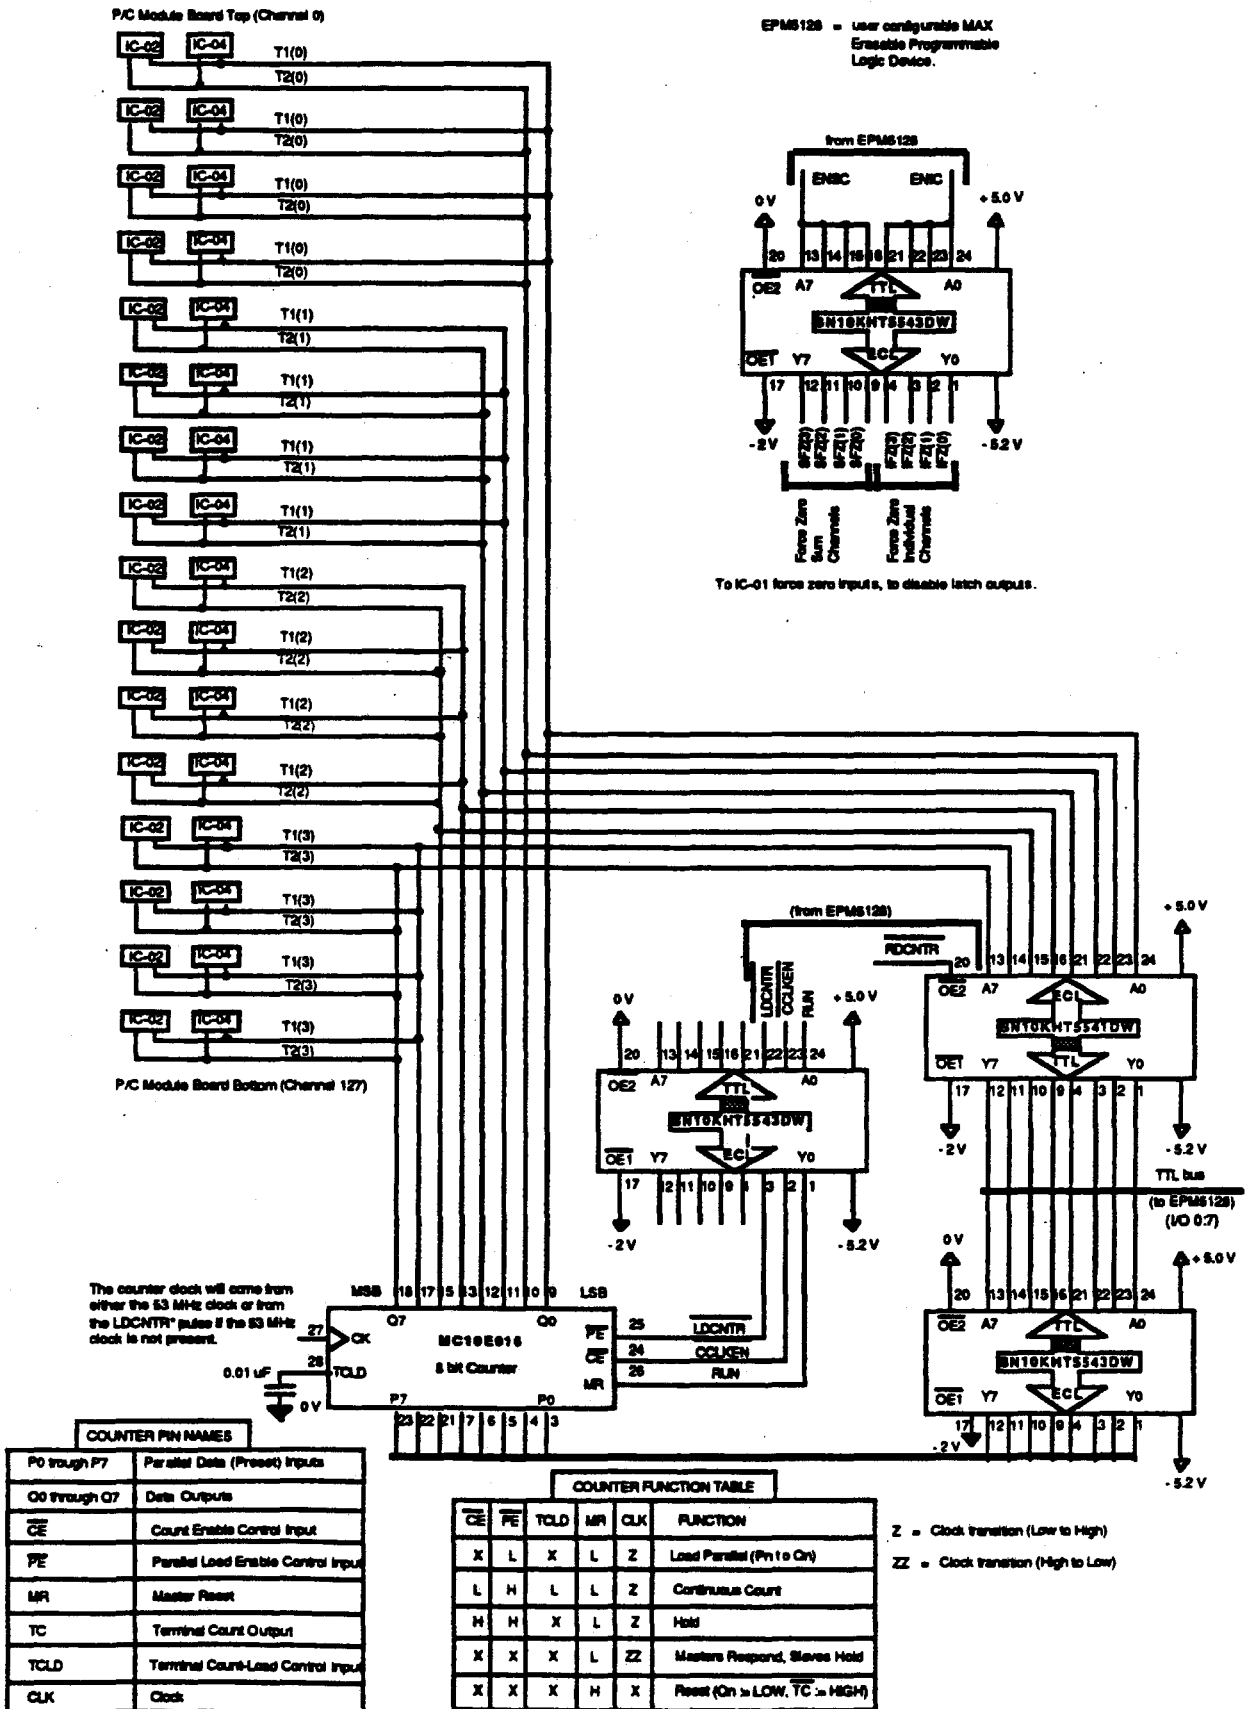 P/C Module Board Top (Channel 0)
EPM5128 = user configurable MAX
Erasable Programmable
Logic Device.
IC-02 IC-04 T1(0)
T2(0)
IC-02 IC-04 T1(0)
T2(0)
IC-02 IC-04 T1(0)
T2(0)
IC-02 IC-04 T1(0)
T2(0)
IC-02 IC-04 T1(1)
T2(1)
IC-02 IC-04 T1(1)
T2(1)
IC-02 IC-04 T1(1)
T2(1)
IC-02 IC-04 T1(1)
T2(1)
IC-02 IC-04 T1(2)
T2(2)
IC-02 IC-04 T1(2)
T2(2)
IC-02 IC-04 T1(2)
T2(2)
IC-02 IC-04 T1(2)
T2(2)
IC-02 IC-04 T1(3)
T2(3)
IC-02 IC-04 T1(3)
T2(3)
IC-02 IC-04 T1(3)
T2(3)
IC-02 IC-04 T1(3)
T2(3)
P/C Module Board Bottom (Channel 127)
from EPM5128
ENSC ENIC
0 V + 5.0 V
20 13 14 15 16 21 22 23 24
OE2 A7 TTL A0
SN10KHT5543DW
OE1 Y7 ECL Y0
17 12 11 10 9 4 3 2 1
- 2 V - 5.2 V
SFZ(3) SFZ(2) SFZ(1) SFZ(0) IFZ(3) IFZ(2) IFZ(1) IFZ(0)
Force Zero
Sum
Channels
Force Zero
Individual
Channels
To IC-01 force zero inputs, to disable latch outputs.
(from EPM5128)
RDCNTR
+ 5.0 V
20 13 14 15 16 21 22 23 24
OE2 A7 ECL A0
SN10KHT5541DW
OE1 Y7 TTL Y0
17 12 11 10 9 4 3 2 1
- 2 V - 5.2 V
LDCNTR CCLKEN RUN
0 V + 5.0 V
20 13 14 15 16 21 22 23 24
OE2 A7 TTL A0
SN10KHT5543DW
OE1 Y7 ECL Y0
17 12 11 10 9 4 3 2 1
- 2 V - 5.2 V
TTL bus
(to EPM5128)
(I/O 0:7)
0 V + 5.0 V
20 13 14 15 16 21 22 23 24
OE2 A7 TTL A0
SN10KHT5543DW
OE1 Y7 ECL Y0
17 12 11 10 9 4 3 2 1
- 2 V - 5.2 V
The counter clock will come from
either the 53 MHz clock or from
the LDCNTR* pulse if the 53 MHz
clock is not present.
MSB 18 17 15 13 12 11 10 9 LSB
Q7 Q0
27 CK MC10E016 PE 25 LDCNTR
8 bit Counter CE 24 CCLKEN
28 TCLD MR 26 RUN
0.01 uF
0 V
P7 P0
23 22 21 7 6 5 4 3
COUNTER PIN NAMES
P0 trough P7 Parallel Data (Preset) Inputs
Q0 through Q7 Data Outputs
CE Count Enable Control Input
PE Parallel Load Enable Control Input
MR Master Reset
TC Terminal Count Output
TCLD Terminal Count-Load Control Input
CLK Clock
COUNTER FUNCTION TABLE
CE PE TCLD MR CLK FUNCTION
X L X L Z Load Parallel (Pn to Qn)
L H L L Z Continuous Count
H H X L Z Hold
X X X L ZZ Masters Respond, Slaves Hold
X X X H X Reset (Qn := LOW, TC := HIGH)
Z = Clock transition (Low to High)
ZZ = Clock transition (High to Low)